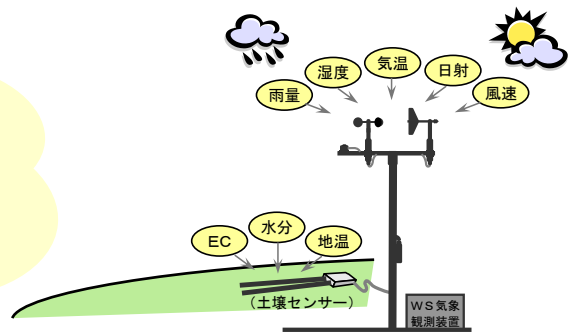 雨量
湿度
気温
日射
風速
EC
水分
地温
（土壌センサー）
WS気象
観測装置